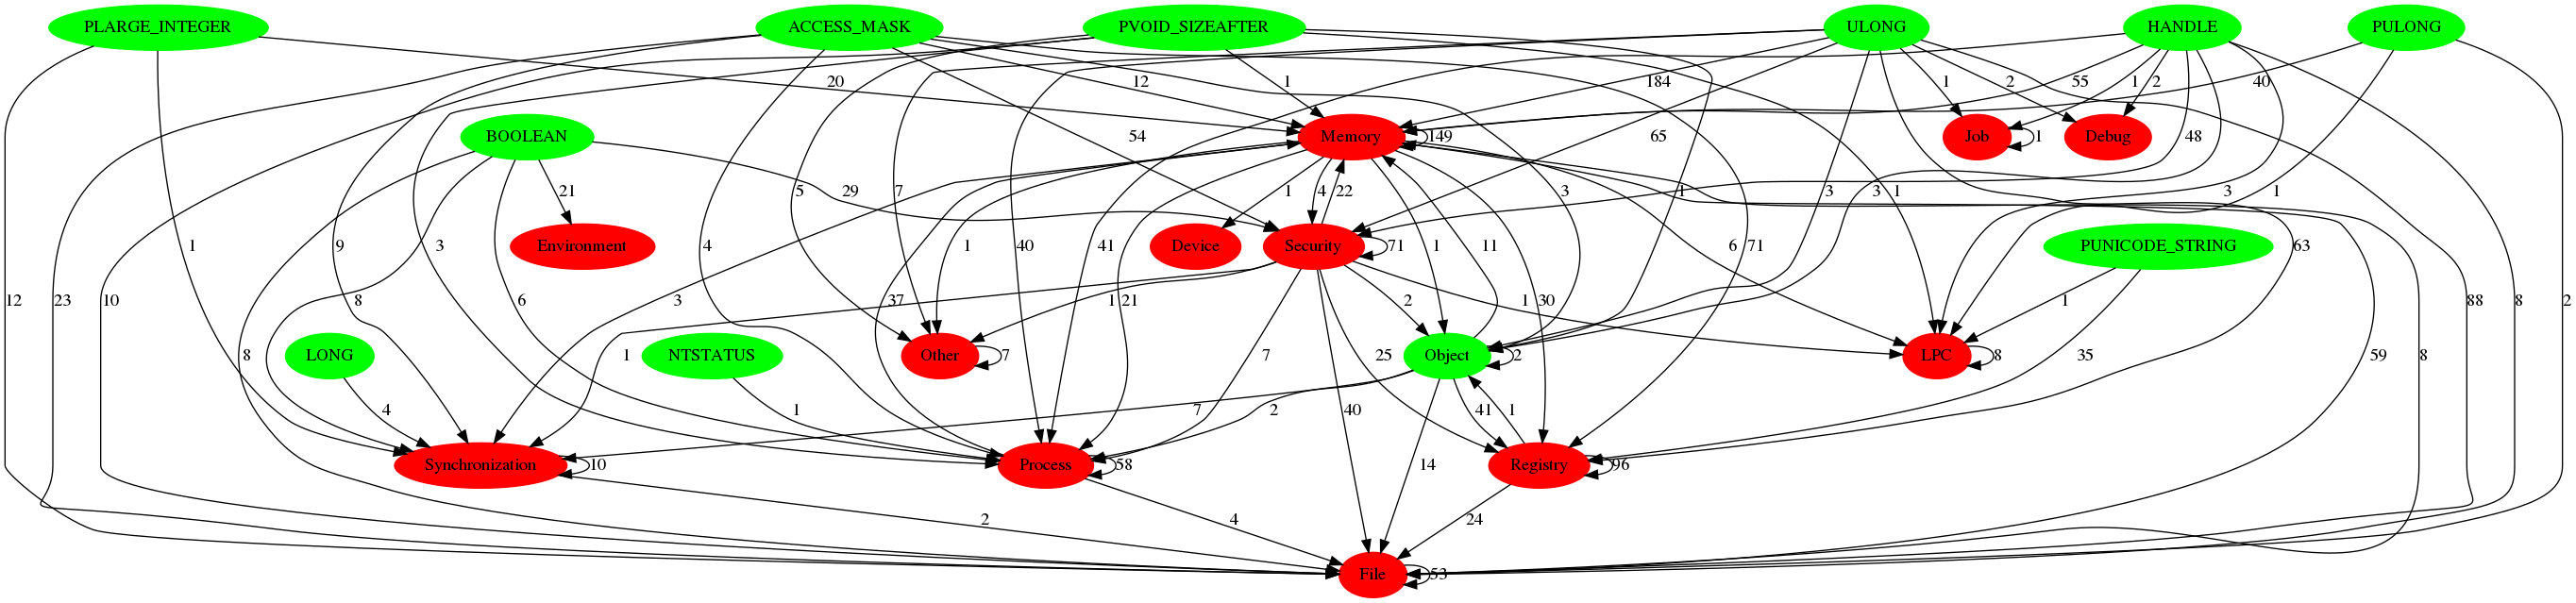 PLARGE_INTEGER ACCESS_MASK PVOID_SIZEAFTER ULONG HANDLE PULONG
20 12 1 184 1 2 1 2 55 40
BOOLEAN Memory 149 Job 1 Debug
54 65 48
21 29 5 7 1 4 22 3 1 3 3 1 3 1
Environment Device Security 71 PUNICODE_STRING
1 9 3 4 1 40 41 1 11 6 71 63
12 23 10 8 6 3 37 21 1 2 30 1 1 88 8 2
LONG NTSTATUS Other 7 Object 2 LPC 8
8 1 7 25 35 59 8
4 1 7 2 40 41 1
Synchronization 10 Process 58 Registry 96
2 4 14 24
File 53